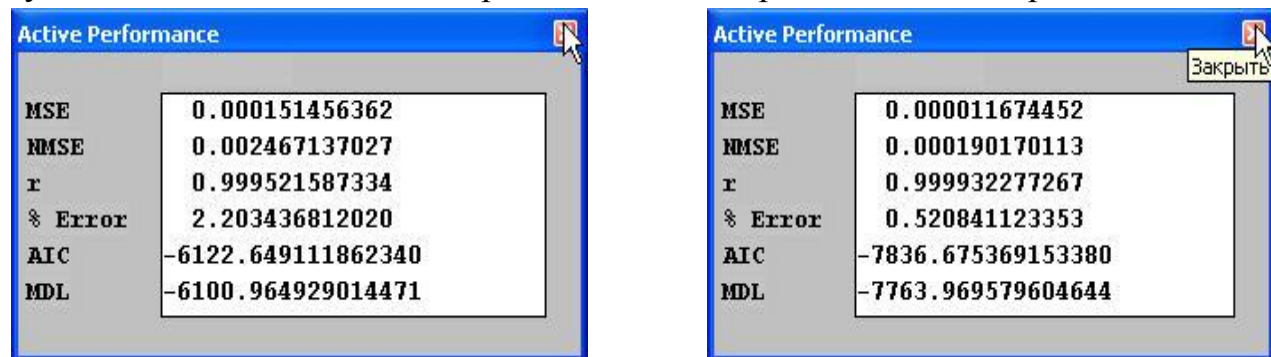 Active Performance
MSE 0.000151456362
NMSE 0.002467137027
r 0.999521587334
% Error 2.203436812020
AIC -6122.649111862340
MDL -6100.964929014471
Active Performance
Закрыть
MSE 0.000011674452
NMSE 0.000190170113
r 0.999932277267
% Error 0.520841123353
AIC -7836.675369153380
MDL -7763.969579604644